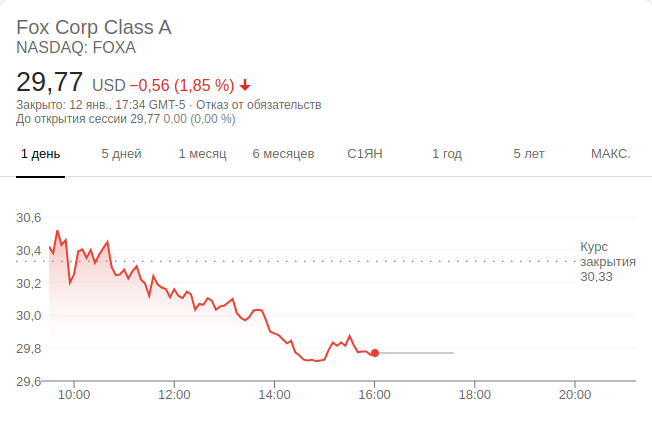 Fox Corp Class A
NASDAQ: FOXA
29,77 USD −0,56 (1,85 %)
Закрыто: 12 янв., 17:34 GMT-5 · Отказ от обязательств
До открытия сессии 29,77 0,00 (0,00 %)
1 день 5 дней 1 месяц 6 месяцев С1ЯН 1 год 5 лет МАКС.
30,6
30,4
30,2
30,0
29,8
29,6
Курс
закрытия
30,33
10:00 12:00 14:00 16:00 18:00 20:00